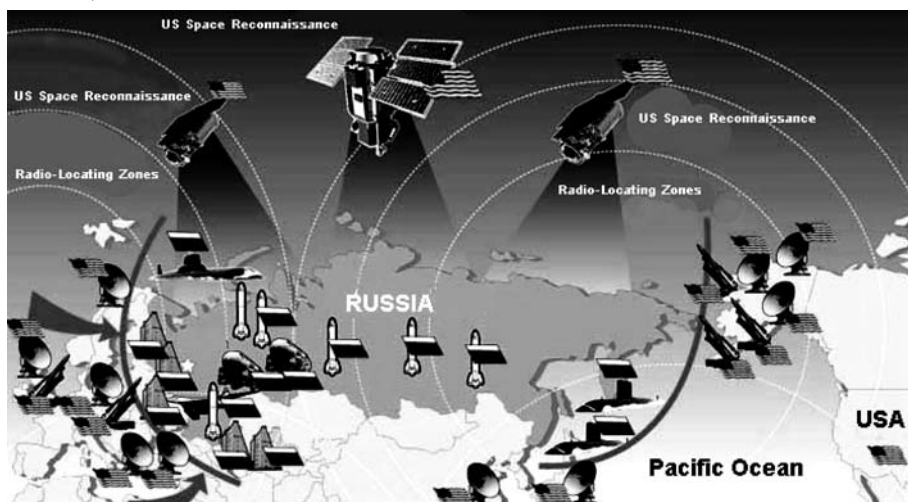 US Space Reconnaissance
US Space Reconnaissance
US Space Reconnaissance
Radio-Locating Zones
Radio-Locating Zones
RUSSIA
USA
Pacific Ocean